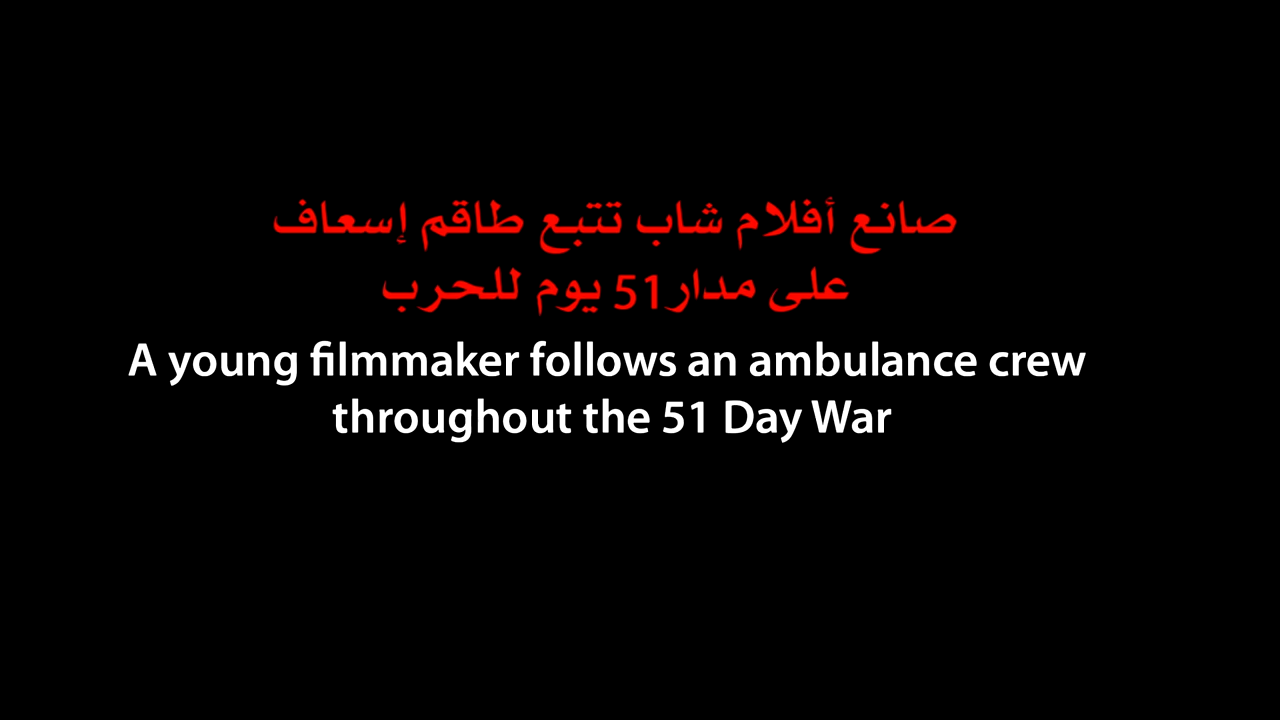 صانع أفلام شاب تتبع طاقم إسعاف
على مدار51 يوم للحرب
A young filmmaker follows an ambulance crew
throughout the 51 Day War